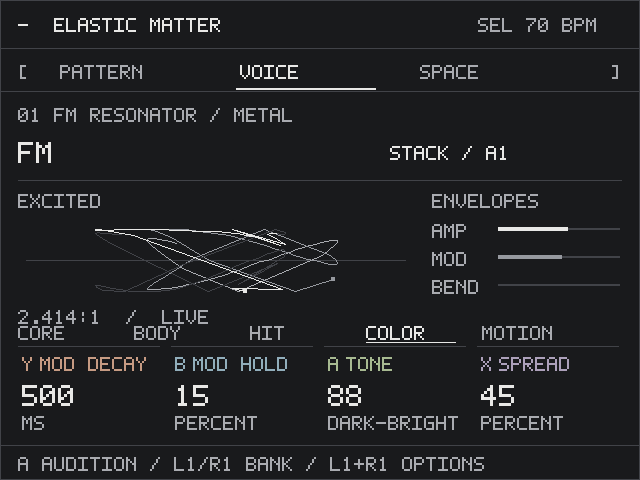 – ELASTIC MATTER SEL 70 BPM
[ PATTERN VOICE SPACE ]
01 FM RESONATOR / METAL
FM STACK / A1
EXCITED ENVELOPES
AMP
MOD
BEND
2.414:1 / LIVE
CORE BODY HIT COLOR MOTION
Y MOD DECAY B MOD HOLD A TONE X SPREAD
500 15 88 45
MS PERCENT DARK–BRIGHT PERCENT
A AUDITION / L1/R1 BANK / L1+R1 OPTIONS